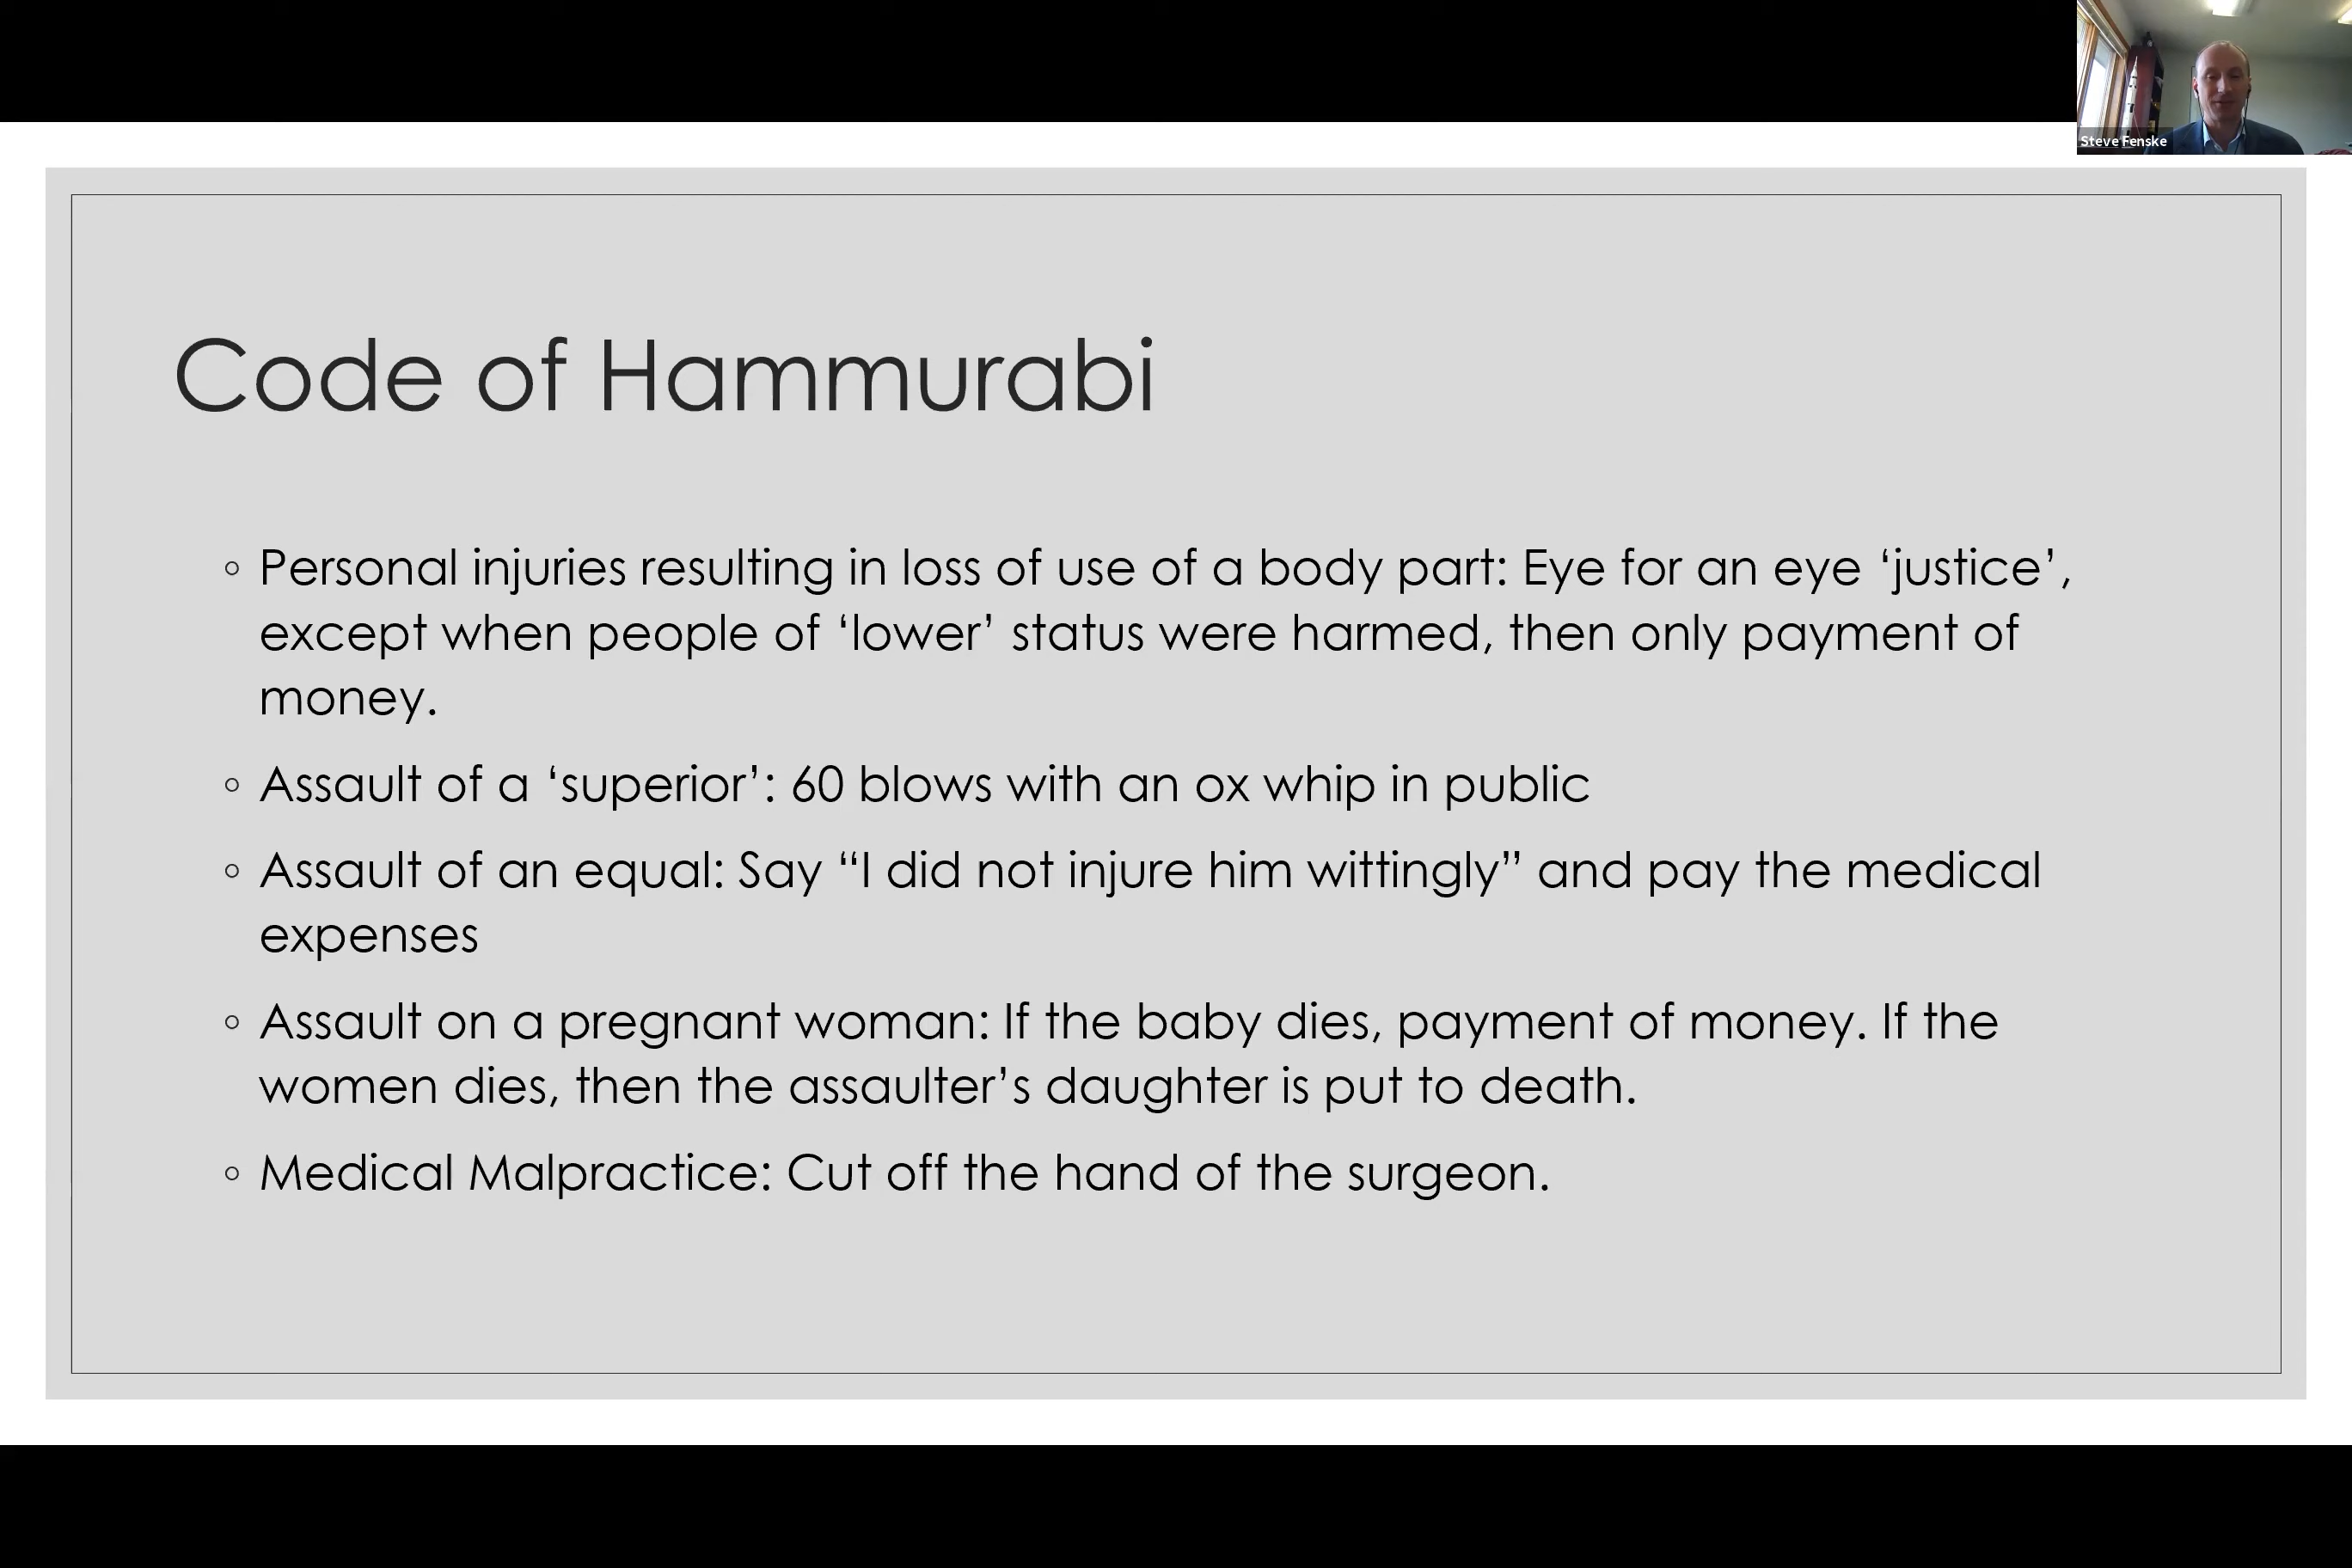 Steve Fenske
Code of Hammurabi
◦ Personal injuries resulting in loss of use of a body part: Eye for an eye ‘justice’,
except when people of ‘lower’ status were harmed, then only payment of
money.
◦ Assault of a ‘superior’: 60 blows with an ox whip in public
◦ Assault of an equal: Say “I did not injure him wittingly” and pay the medical
expenses
◦ Assault on a pregnant woman: If the baby dies, payment of money. If the
women dies, then the assaulter’s daughter is put to death.
◦ Medical Malpractice: Cut off the hand of the surgeon.